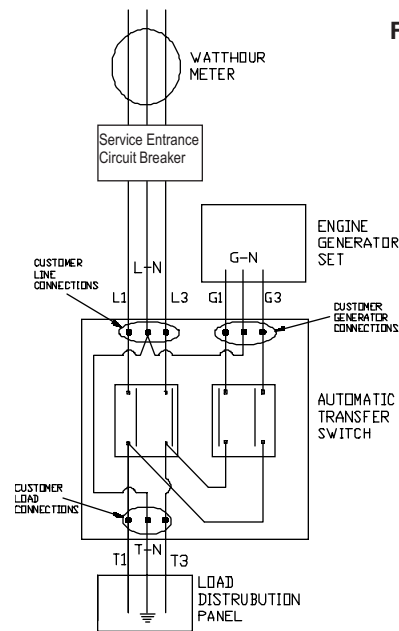 F
WATTHOUR
METER
Service Entrance
Circuit Breaker
ENGINE
GENERATOR
SET
G-N
CUSTOMER
LINE
CONNECTIONS
L-N
L1
L3
G1
G3
CUSTOMER
GENERATOR
CONNECTIONS
AUTOMATIC
TRANSFER
SWITCH
CUSTOMER
LOAD
CONNECTIONS
T-N
T1
T3
LOAD
DISTRUBUTION
PANEL